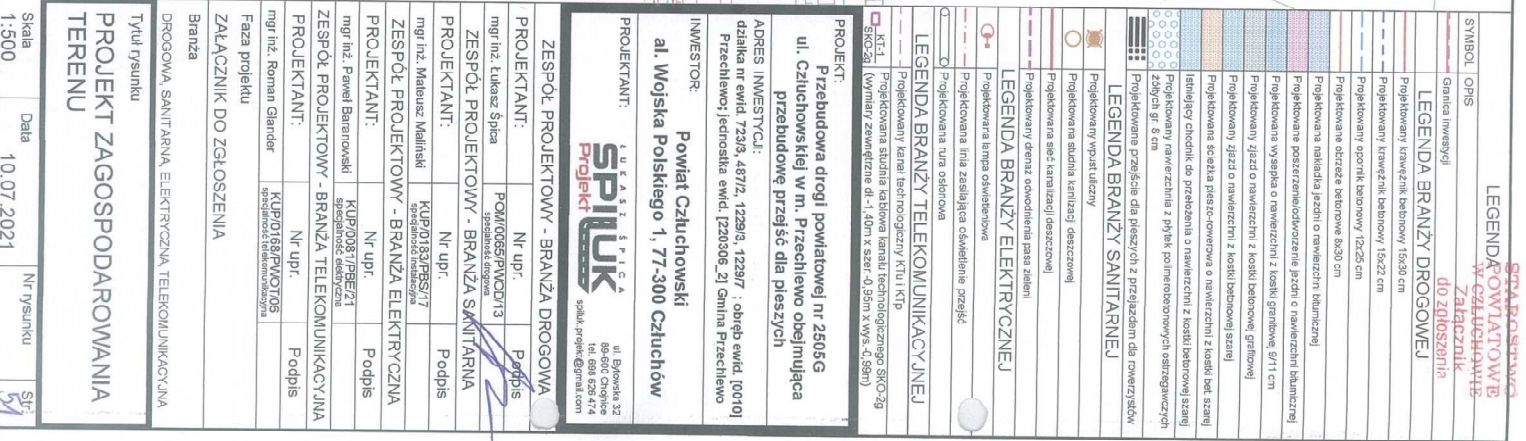 STAROSTWO
POWIATOWE
W CZŁUCHOWIE
Załącznik
do zgłoszenia
LEGENDA
SYMBOL OPIS
Granica inwestycji
LEGENDA BRANŻY DROGOWEJ
Projektowany krawężnik betonowy 15x30 cm
Projektowany krawężnik betonowy 15x22 cm
Projektowany opornik betonowy 12x25 cm
Projektowane obrzeże betonowe 8x30 cm
Projektowana nakładka jezdni o nawierzchni bitumicznej
Projektowane poszerzenie/odtworzenie jezdni o nawierzchni bitumicznej
Projektowana wysepka o nawierzchni z kostki granitowej 9/11 cm
Projektowany zjazd o nawierzchni z kostki betonowej grafitowej
Projektowany zjazd o nawierzchni z kostki betonowej szarej
Projektowana ścieżka pieszo-rowerowa o nawierzchni z kostki bet. szarej
Istniejący chodnik do przełożenia o nawierzchni z kostki betonowej szarej
Projektowany nawierzchnia z płytek polimerobetonowych ostrzegawczych
żółtych gr. 8 cm
Projektowane przejście dla pieszych z przejazdem dla rowerzystów
LEGENDA BRANŻY SANITARNEJ
Projektowany wpust uliczny
Projektowana studnia kanlizacji deszczowej
Projektowana sieć kanalizacji deszczowej
Projektowany drenaż odwodnienia pasa zieleni
LEGENDA BRANŻY ELEKTRYCZNEJ
Projektowana lampa oświetleniowa
Projektowana linia zasilająca oświetlenie przejść
Projektowana rura osłonowa
LEGENDA BRANŻY TELEKOMUNIKACYJNEJ
Projektowany kanał technologiczny KTu i KTp
KT-1
SKO-2g
Projektowana studnia kablowa kanału technologicznego SKO-2g
(wymiary zewnętrzne dł-1,40m x szer.-0,95m x wys.-0,99m)
PROJEKT:
Przebudowa drogi powiatowej nr 2505G
ul. Człuchowskiej w m. Przechlewo obejmująca
przebudowę przejść dla pieszych
ADRES INWESTYCJI:
działka nr ewid. 723/3, 487/2, 1229/3, 1229/7 ; obręb ewid. [0010]
Przechlewo; jednostka ewid. [220306_2] Gmina Przechlewo
INWESTOR:
Powiat Człuchowski
al. Wojska Polskiego 1, 77-300 Człuchów
PROJEKTANT:
ŁUKASZ ŚPICA
SPILUK
Projekt
ul. Bytowska 32
89-600 Chojnice
tel. 698 626 474
spiluk.projekt@gmail.com
ZESPÓŁ PROJEKTOWY - BRANŻA DROGOWA
PROJEKTANT: Nr upr. Podpis
mgr inż. Łukasz Śpica POM/0065/PWOD/13
specjalność drogowa
ZESPÓŁ PROJEKTOWY - BRANŻA SANITARNA
PROJEKTANT: Nr upr. Podpis
mgr inż. Mateusz Maliński KUP/0183/PBS/17
specjalność instalacyjna
ZESPÓŁ PROJEKTOWY - BRANŻA ELEKTRYCZNA
PROJEKTANT: Nr upr. Podpis
mgr inż. Paweł Baranowski KUP/0081/PBE/21
specjalność elektryczna
ZESPÓŁ PROJEKTOWY - BRANŻA TELEKOMUNIKACYJNA
PROJEKTANT: Nr upr. Podpis
mgr inż. Roman Glander KUP/0168/PWOT/06
specjalność telekomunikacyjna
Faza projektu
ZAŁĄCZNIK DO ZGŁOSZENIA
Branża
DROGOWA, SANITARNA, ELEKTRYCZNA, TELEKOMUNIKACYJNA
Tytuł rysunku
PROJEKT ZAGOSPODAROWANIA
TERENU
Skala Data Nr rysunku Str.:
1:500 10.07.2021 51